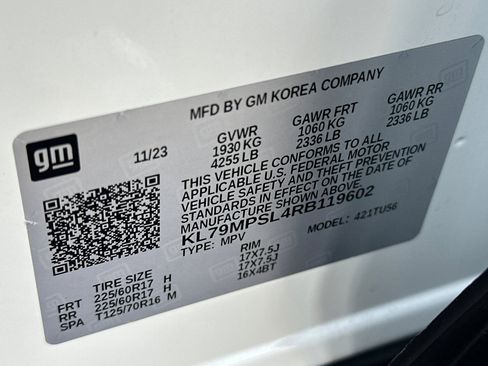 MFD BY GM KOREA COMPANY
gm
11/23
GVWR GAWR FRT GAWR RR
1930 KG 1060 KG 1060 KG
4255 LB 2336 LB 2336 LB
THIS VEHICLE CONFORMS TO ALL
APPLICABLE U.S. FEDERAL MOTOR
VEHICLE SAFETY AND THEFT PREVENTION
STANDARDS IN EFFECT ON THE DATE OF
MANUFACTURE SHOWN ABOVE.
KL79MPSL4RB119602
TYPE: MPV MODEL: 421TU56
TIRE SIZE RIM
FRT 225/60R17 H 17X7.5J
RR 225/60R17 H 17X7.5J
SPA T125/70R16 M 16X4BT